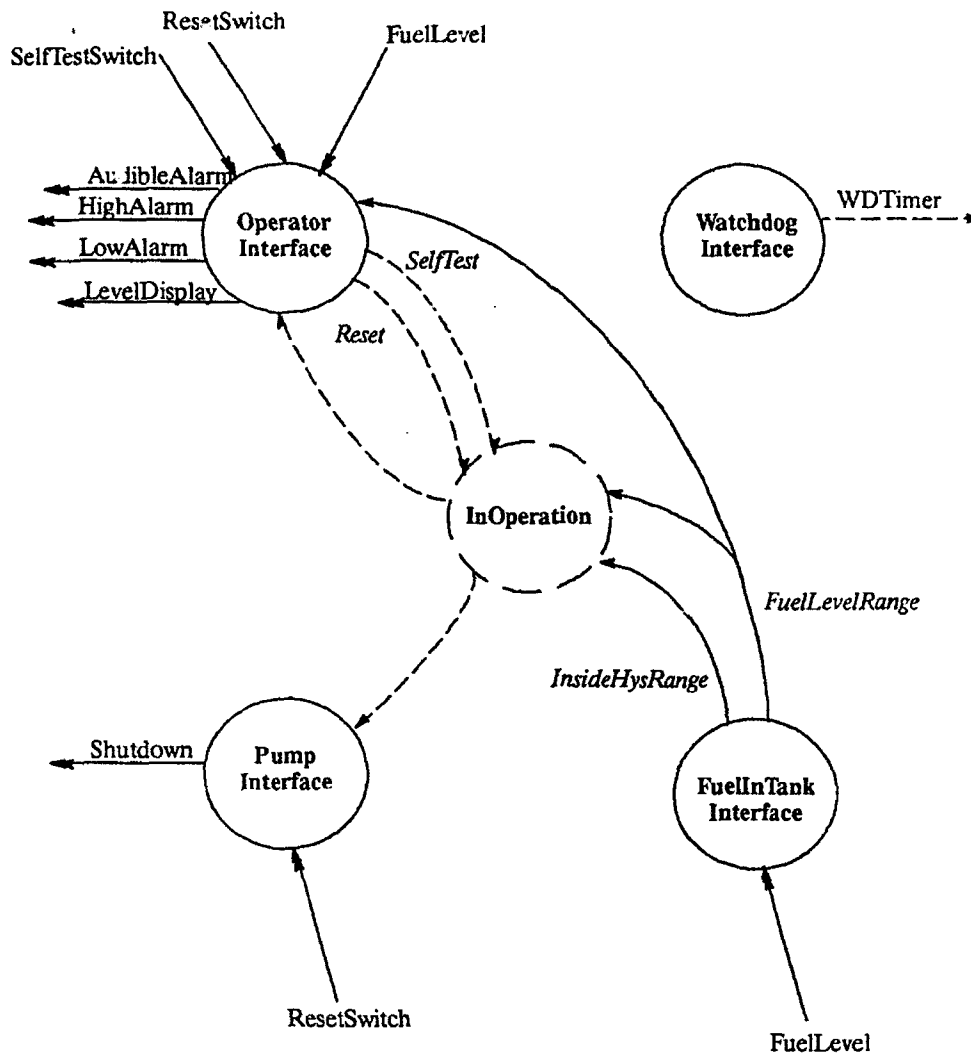 ResetSwitch
SelfTestSwitch
FuelLevel
AudibleAlarm
HighAlarm
LowAlarm
LevelDisplay
Operator
Interface
Watchdog
Interface
WDTimer
SelfTest
Reset
InOperation
FuelLevelRange
InsideHysRange
Shutdown
Pump
Interface
FuelInTank
Interface
ResetSwitch
FuelLevel